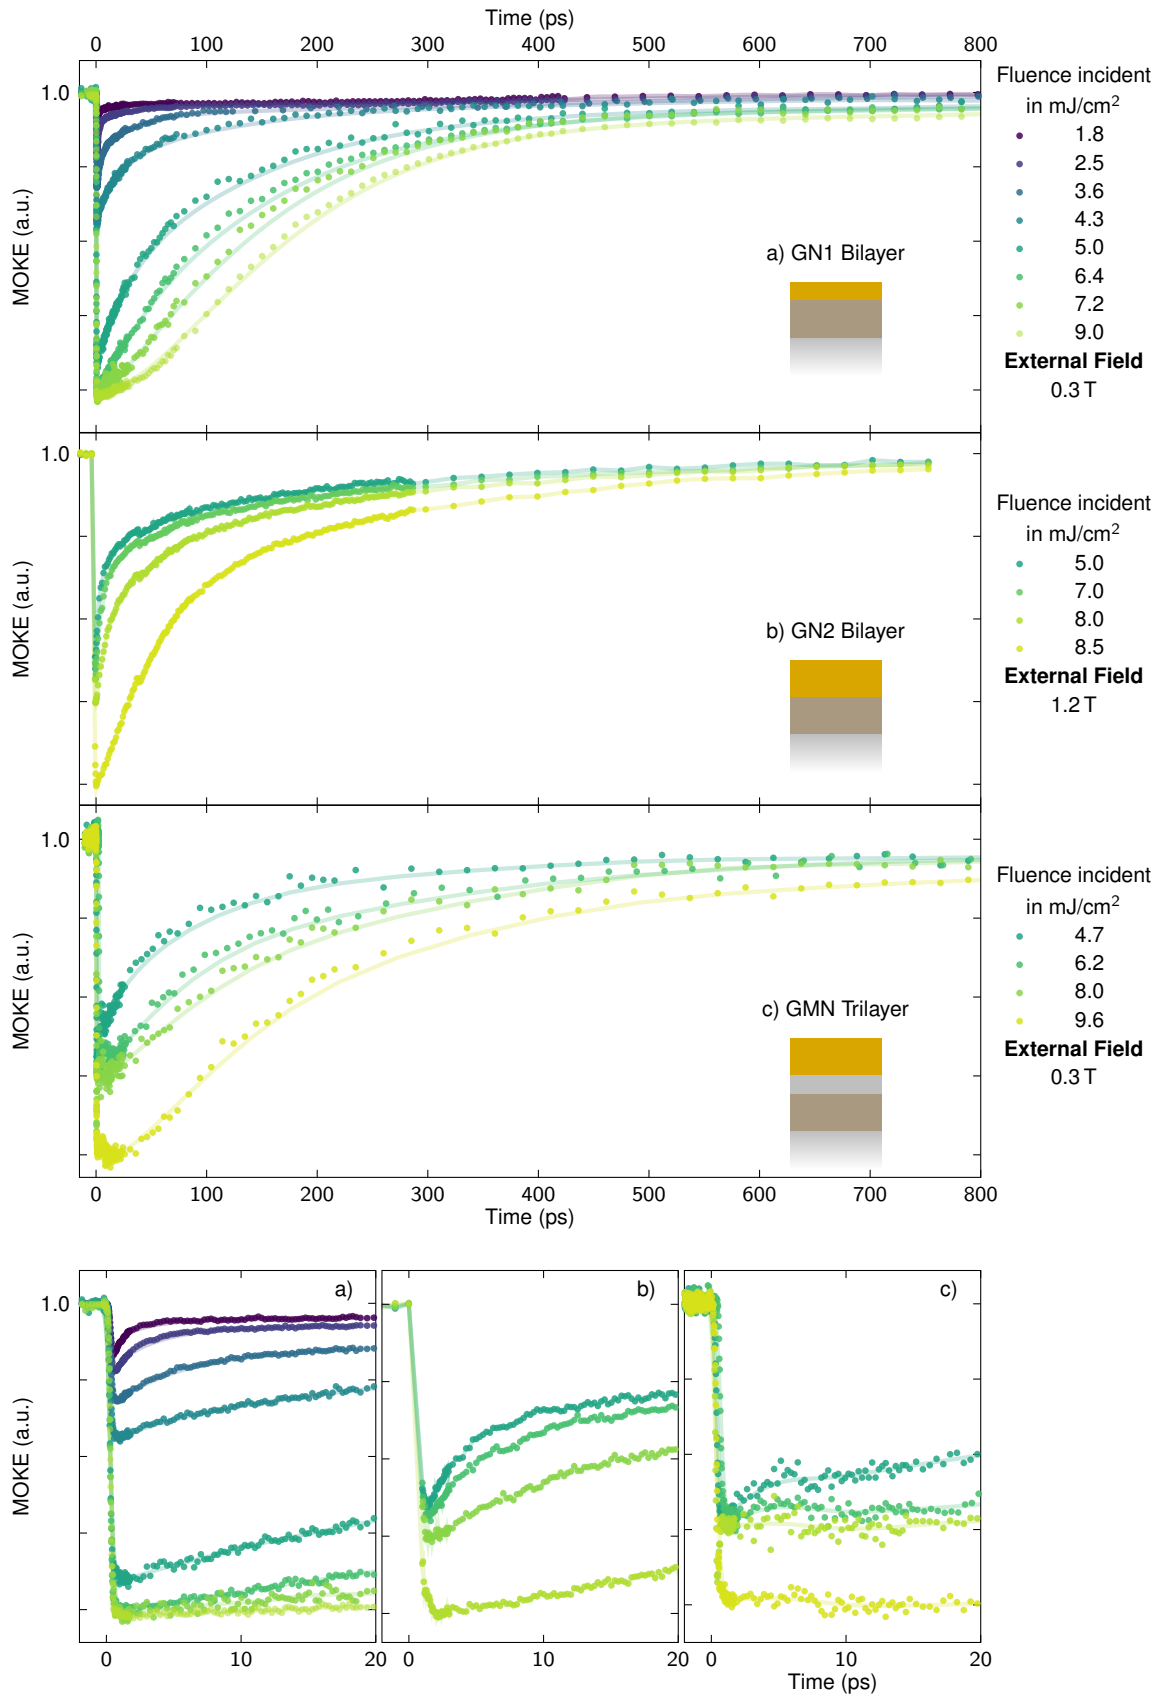 Time (ps)
0 100 200 300 400 500 600 700 800
1.0
MOKE (a.u.)
a) GN1 Bilayer
Fluence incident
in mJ/cm²
1.8
2.5
3.6
4.3
5.0
6.4
7.2
9.0
External Field
0.3 T
1.0
MOKE (a.u.)
b) GN2 Bilayer
Fluence incident
in mJ/cm²
5.0
7.0
8.0
8.5
External Field
1.2 T
1.0
MOKE (a.u.)
c) GMN Trilayer
Fluence incident
in mJ/cm²
4.7
6.2
8.0
9.6
External Field
0.3 T
0 100 200 300 400 500 600 700 800
Time (ps)
1.0
MOKE (a.u.)
a)
b)
c)
0 10 20
0 10 20
0 10 20
Time (ps)